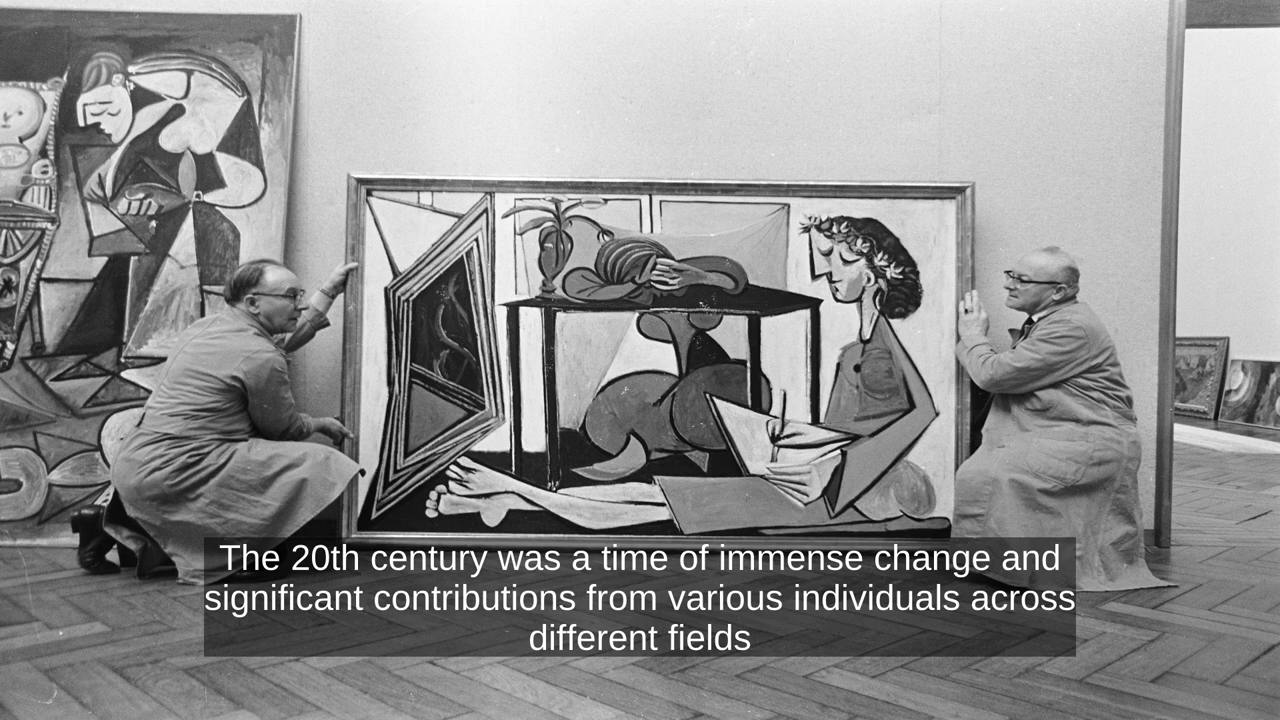 The 20th century was a time of immense change and
significant contributions from various individuals across
different fields